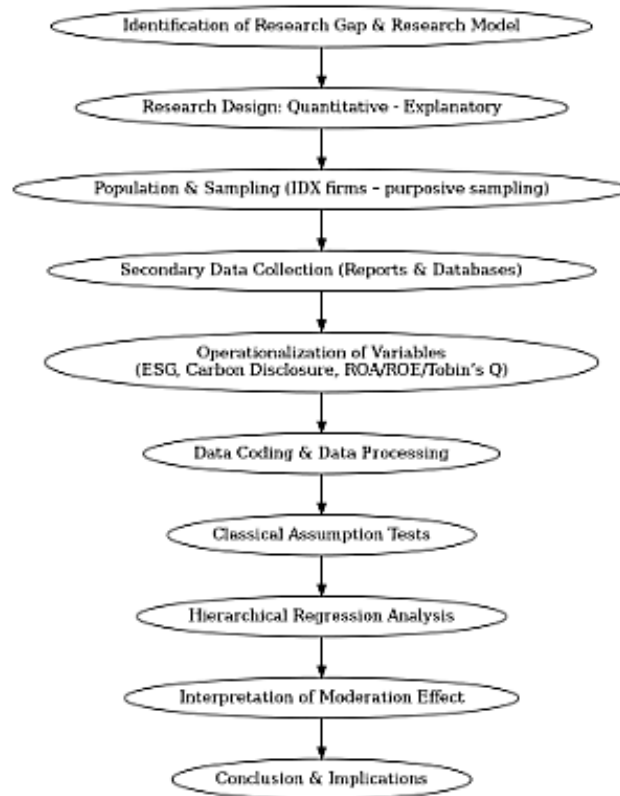 Identification of Research Gap & Research Model
Research Design: Quantitative - Explanatory
Population & Sampling (IDX firms – purposive sampling)
Secondary Data Collection (Reports & Databases)
Operationalization of Variables
(ESG, Carbon Disclosure, ROA/ROE/Tobin's Q)
Data Coding & Data Processing
Classical Assumption Tests
Hierarchical Regression Analysis
Interpretation of Moderation Effect
Conclusion & Implications